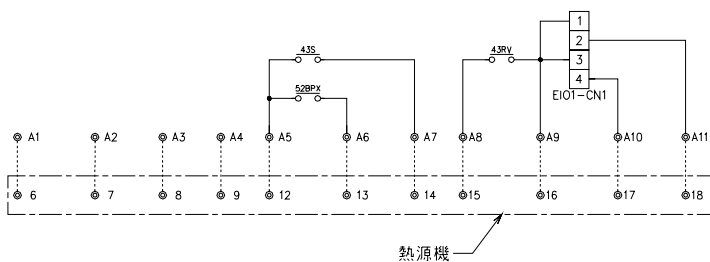 1
43S
43RV
2
3
52BPX
4
EIO1-CN1
A1 A2 A3 A4 A5 A6 A7 A8 A9 A10 A11
6 7 8 9 12 13 14 15 16 17 18
熱源機